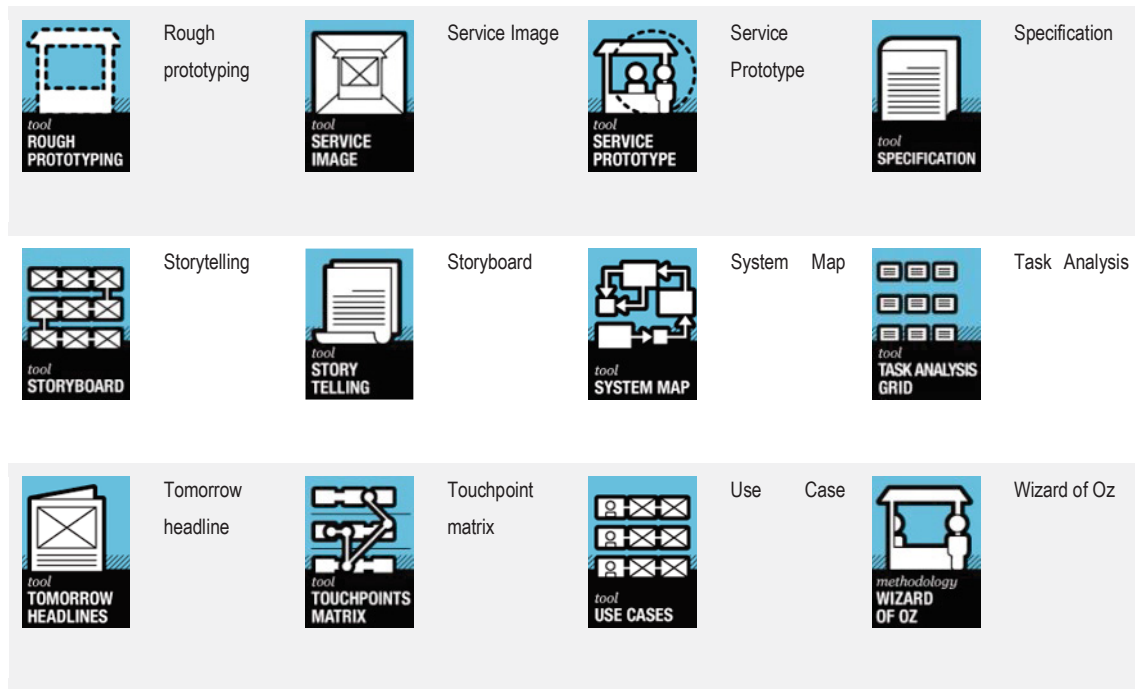 tool
ROUGH
PROTOTYPING
Rough
prototyping
tool
SERVICE
IMAGE
Service Image
tool
SERVICE
PROTOTYPE
Service
Prototype
tool
SPECIFICATION
Specification
tool
STORYBOARD
Storytelling
tool
STORY
TELLING
Storyboard
tool
SYSTEM MAP
System Map
tool
TASK ANALYSIS
GRID
Task Analysis
tool
TOMORROW
HEADLINES
Tomorrow
headline
tool
TOUCHPOINTS
MATRIX
Touchpoint
matrix
tool
USE CASES
Use Case
methodology
WIZARD
OF OZ
Wizard of Oz